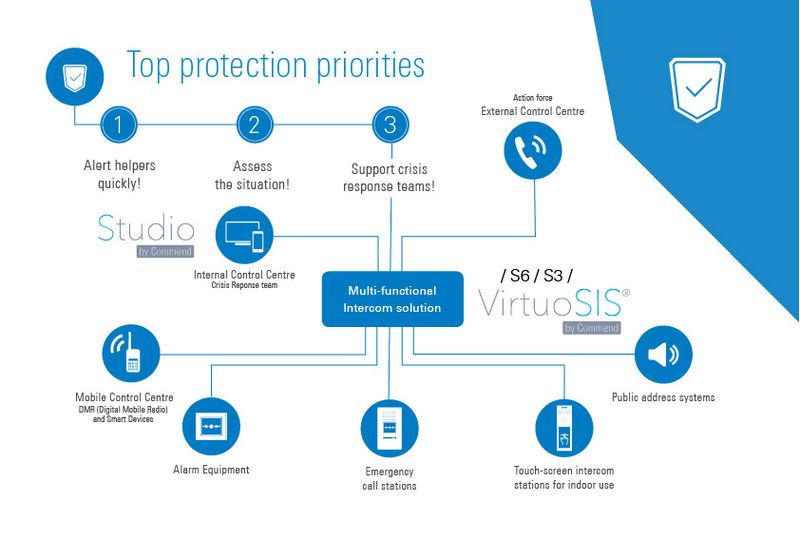 Top protection priorities
1
2
3
Alert helpers
quickly!
Assess
the situation!
Support crisis
response teams!
Action force
External Control Centre
Studio
by Commend
Internal Control Centre
Crisis Reponse team
Multi-functional
Intercom solution
/ S6 / S3 /
VirtuoSIS®
by Commend
Mobile Control Centre
DMR (Digital Mobile Radio)
and Smart Devices
Public address systems
Alarm Equipment
Emergency
call stations
Touch-screen intercom
stations for indoor use